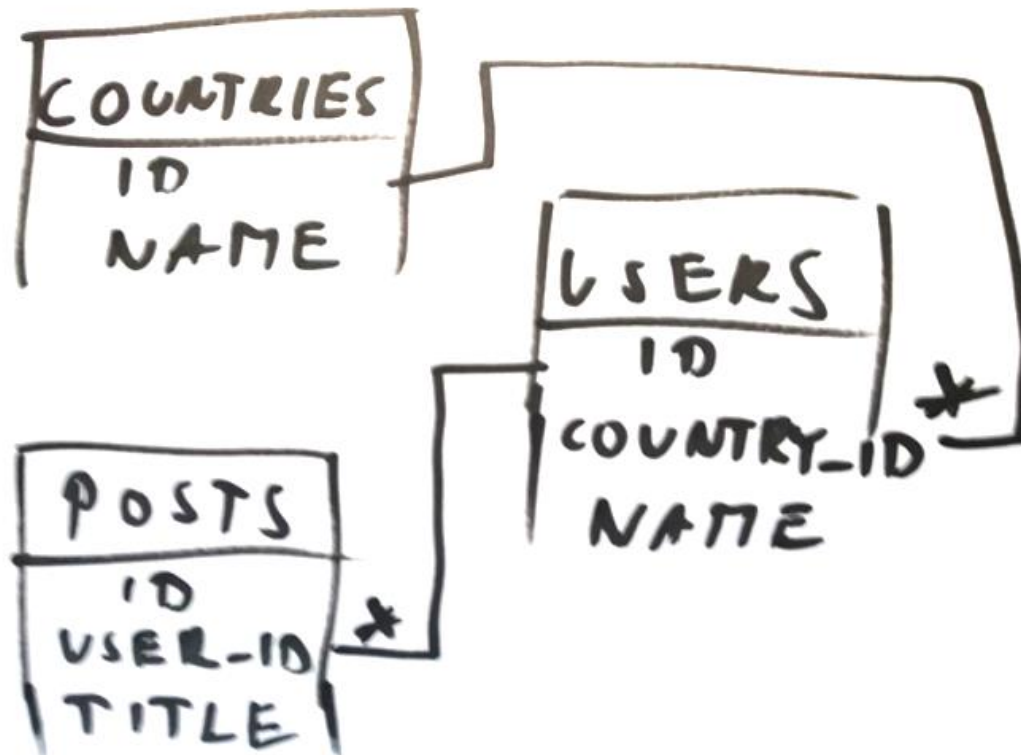 COUNTRIES
ID
NAME
USERS
ID
COUNTRY_ID
*
NAME
POSTS
ID
USER_ID
*
TITLE